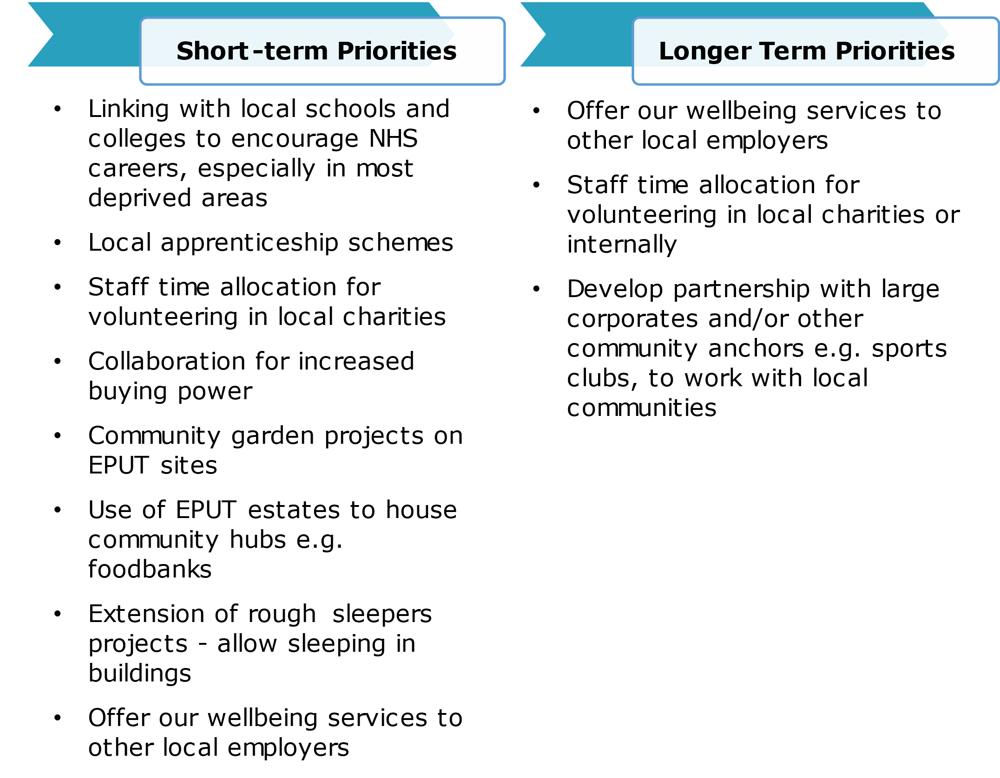 Short-term Priorities
• Linking with local schools and
colleges to encourage NHS
careers, especially in most
deprived areas
• Local apprenticeship schemes
• Staff time allocation for
volunteering in local charities
• Collaboration for increased
buying power
• Community garden projects on
EPUT sites
• Use of EPUT estates to house
community hubs e.g.
foodbanks
• Extension of rough sleepers
projects - allow sleeping in
buildings
• Offer our wellbeing services to
other local employers
Longer Term Priorities
• Offer our wellbeing services to
other local employers
• Staff time allocation for
volunteering in local charities or
internally
• Develop partnership with large
corporates and/or other
community anchors e.g. sports
clubs, to work with local
communities